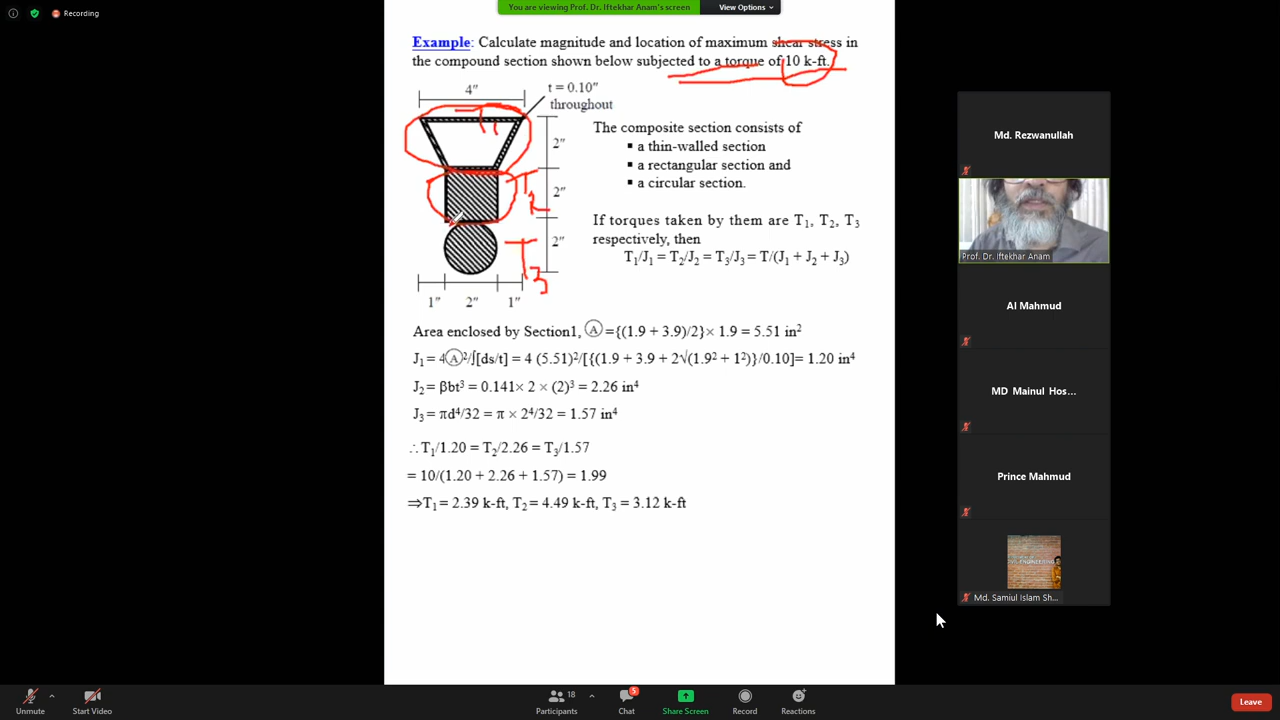 You are viewing Prof. Dr. Iftekhar Anam's screen
View Options
Recording
Example: Calculate magnitude and location of maximum shear stress in
the compound section shown below subjected to a torque of 10 k-ft.
4″
t = 0.10″
throughout
T1
2″
T2
2″
T3
2″
1″ 2″ 1″
The composite section consists of
▪ a thin-walled section
▪ a rectangular section and
▪ a circular section.
If torques taken by them are T₁, T₂, T₃
respectively, then
T₁/J₁ = T₂/J₂ = T₃/J₃ = T/(J₁ + J₂ + J₃)
Area enclosed by Section1, Ⓐ ={(1.9 + 3.9)/2}× 1.9 = 5.51 in²
J₁ = 4Ⓐ²/∫[ds/t] = 4 (5.51)²/[{(1.9 + 3.9 + 2√(1.9² + 1²)}/0.10]= 1.20 in⁴
J₂ = βbt³ = 0.141× 2 × (2)³ = 2.26 in⁴
J₃ = πd⁴/32 = π × 2⁴/32 = 1.57 in⁴
∴T₁/1.20 = T₂/2.26 = T₃/1.57
= 10/(1.20 + 2.26 + 1.57) = 1.99
⇒T₁ = 2.39 k-ft, T₂ = 4.49 k-ft, T₃ = 3.12 k-ft
Md. Rezwanullah
Prof. Dr. Iftekhar Anam
Al Mahmud
MD Mainul Hos...
Prince Mahmud
Md. Samiul Islam Sh...
Unmute
Start Video
Participants
18
Chat
5
Share Screen
Record
Reactions
Leave